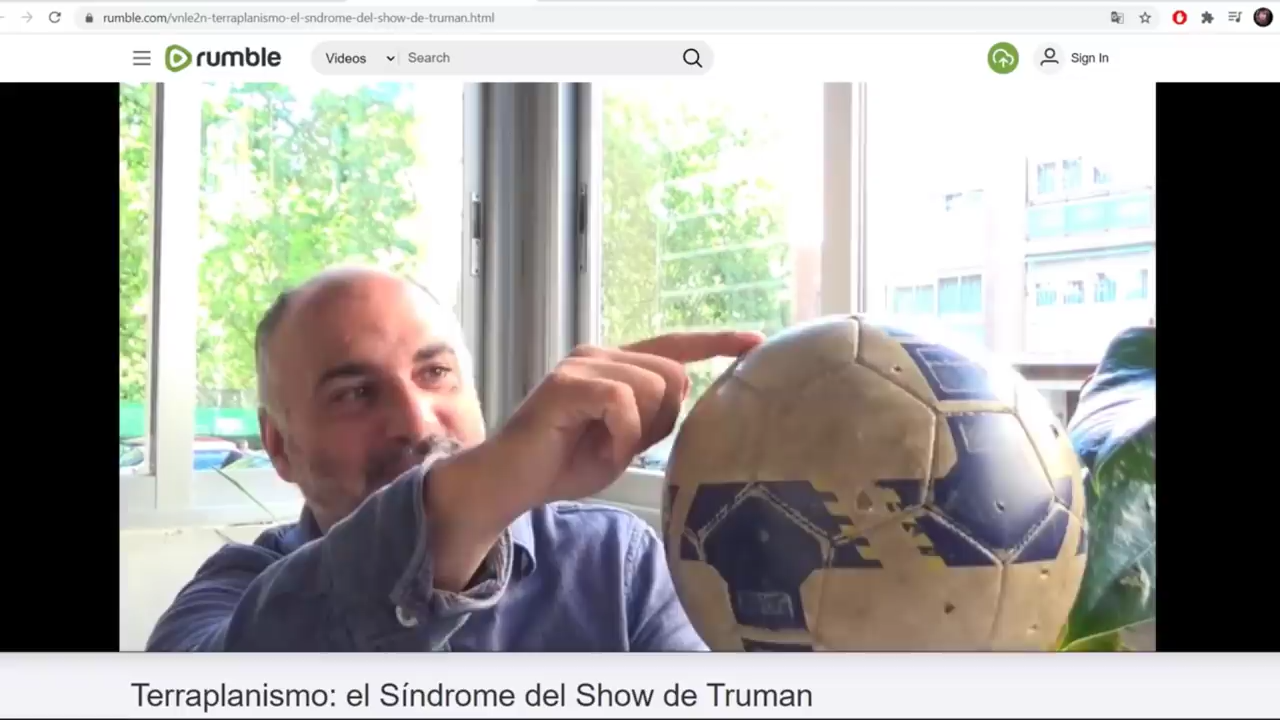 rumble.com/vnle2n-terraplanismo-el-sndrome-del-show-de-truman.html
rumble
Videos
Search
Sign In
Terraplanismo: el Síndrome del Show de Truman